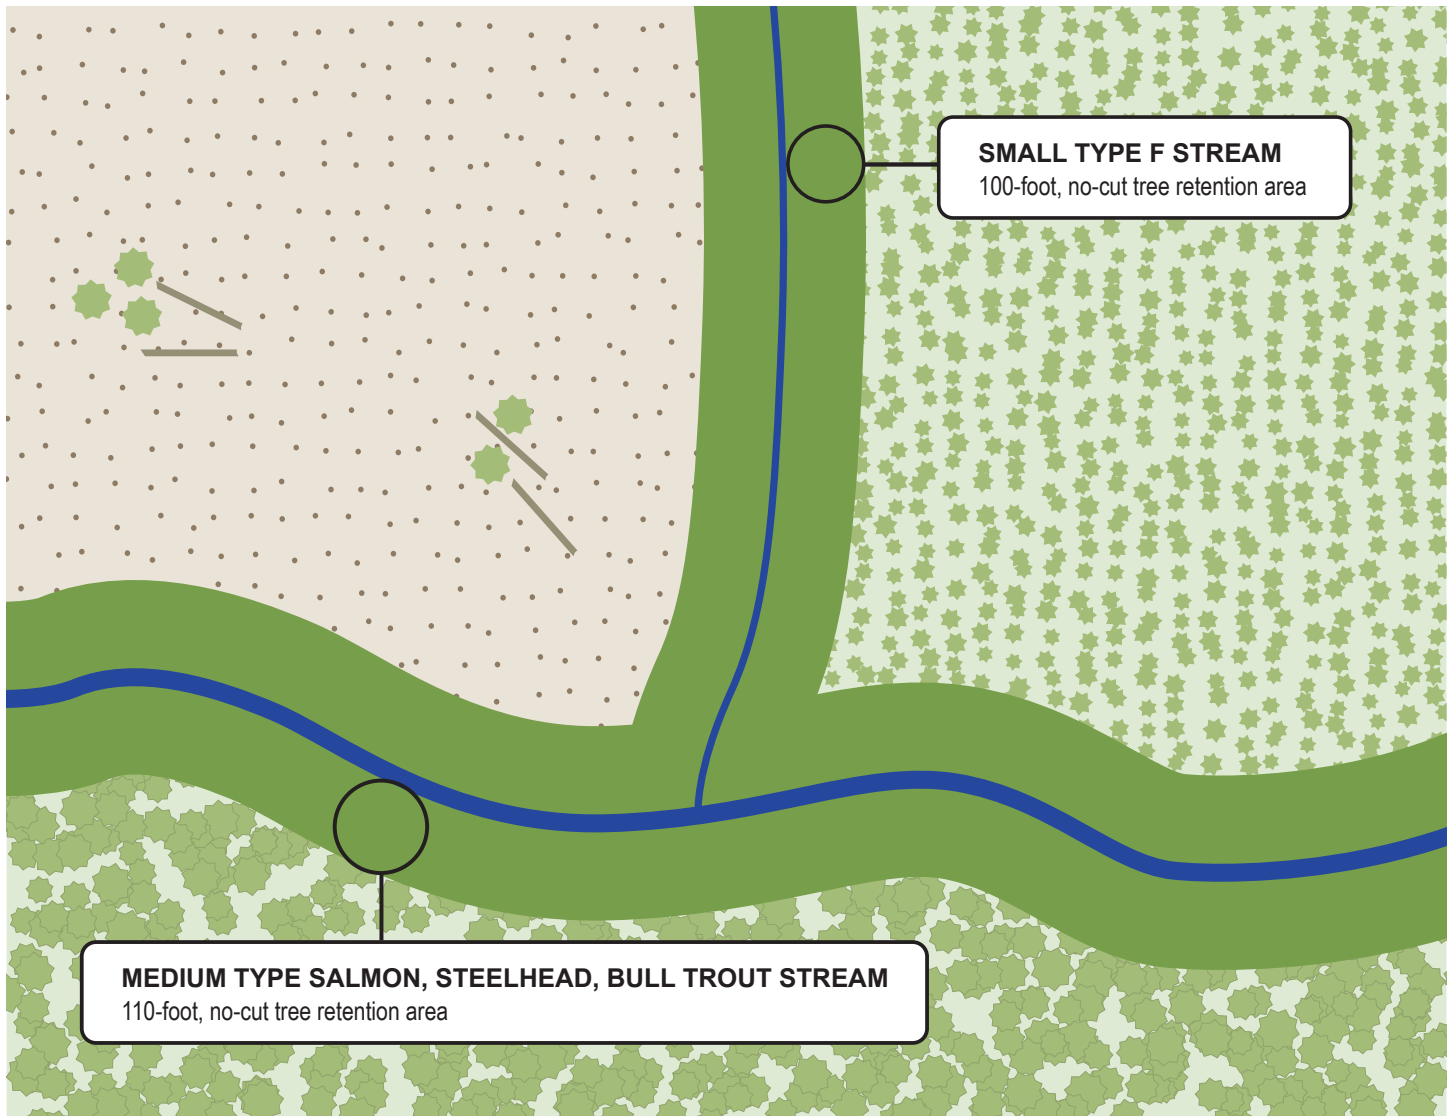 SMALL TYPE F STREAM
100-foot, no-cut tree retention area
MEDIUM TYPE SALMON, STEELHEAD, BULL TROUT STREAM
110-foot, no-cut tree retention area